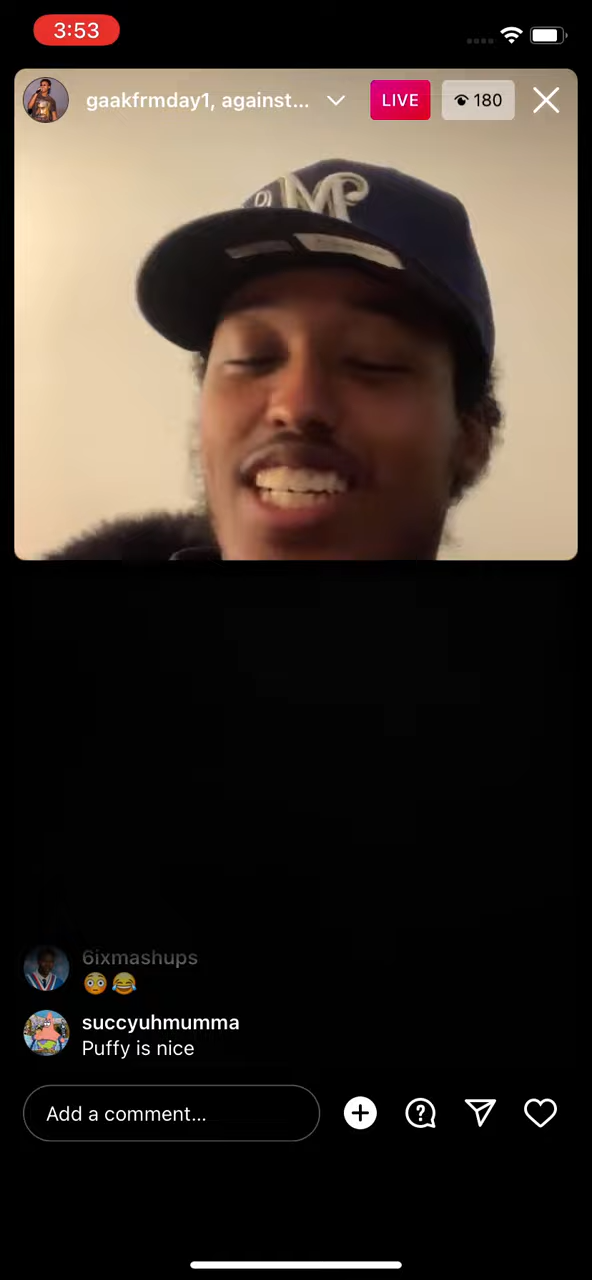 3:53
gaakfrmday1, against...
LIVE
180
6ixmashups
😳😂
succyuhmumma
Puffy is nice
Add a comment...